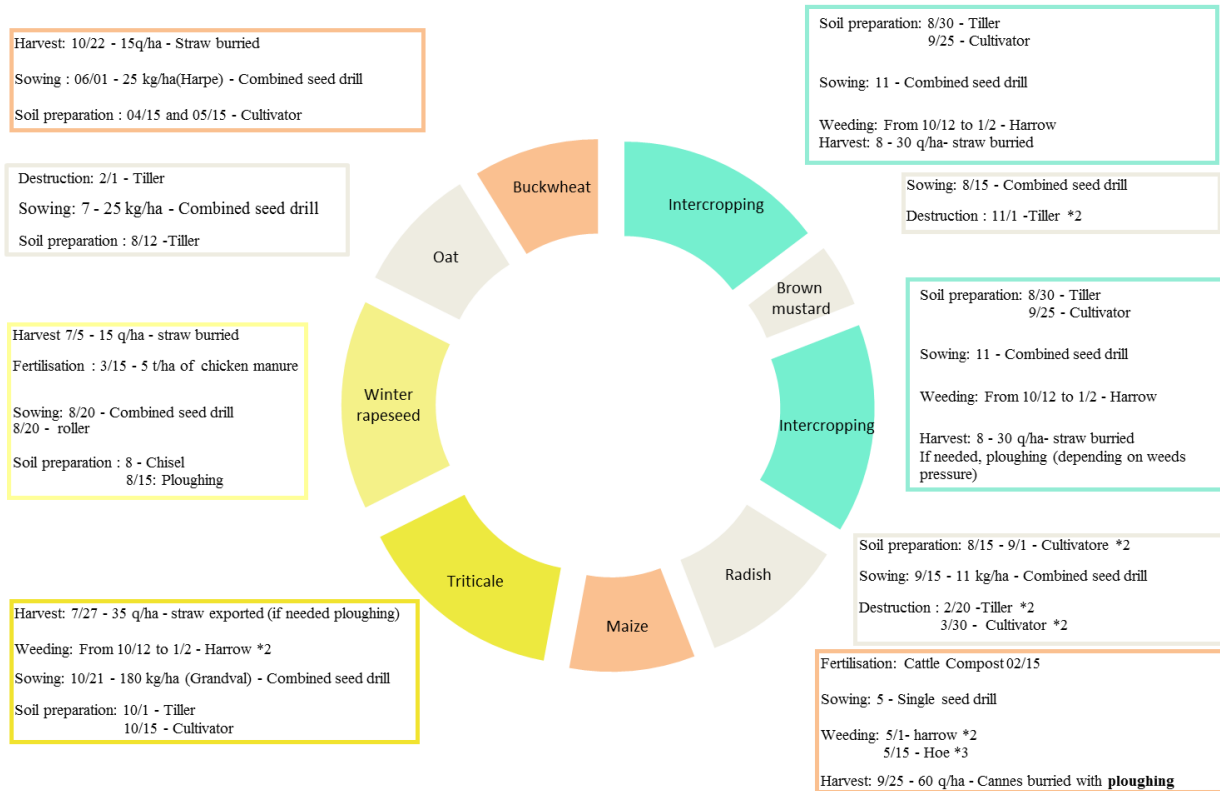 Harvest: 10/22 - 15q/ha - Straw burried
Sowing : 06/01 - 25 kg/ha(Harpe) - Combined seed drill
Soil preparation : 04/15 and 05/15 - Cultivator
Destruction: 2/1 - Tiller
Sowing: 7 - 25 kg/ha - Combined seed drill
Soil preparation : 8/12 -Tiller
Harvest 7/5 - 15 q/ha - straw burried
Fertilisation : 3/15 - 5 t/ha of chicken manure
Sowing: 8/20 - Combined seed drill
8/20 - roller
Soil preparation : 8 - Chisel
8/15: Ploughing
Harvest: 7/27 - 35 q/ha - straw exported (if needed ploughing)
Weeding: From 10/12 to 1/2 - Harrow *2
Sowing: 10/21 - 180 kg/ha (Grandval) - Combined seed drill
Soil preparation: 10/1 - Tiller
10/15 - Cultivator
Buckwheat
Intercropping
Oat
Brown
mustard
Winter
rapeseed
Intercropping
Triticale
Radish
Maize
Soil preparation: 8/30 - Tiller
9/25 - Cultivator
Sowing: 11 - Combined seed drill
Weeding: From 10/12 to 1/2 - Harrow
Harvest: 8 - 30 q/ha- straw burried
Sowing: 8/15 - Combined seed drill
Destruction : 11/1 -Tiller *2
Soil preparation: 8/30 - Tiller
9/25 - Cultivator
Sowing: 11 - Combined seed drill
Weeding: From 10/12 to 1/2 - Harrow
Harvest: 8 - 30 q/ha- straw burried
If needed, ploughing (depending on weeds
pressure)
Soil preparation: 8/15 - 9/1 - Cultivatore *2
Sowing: 9/15 - 11 kg/ha - Combined seed drill
Destruction : 2/20 -Tiller *2
3/30 - Cultivator *2
Fertilisation: Cattle Compost 02/15
Sowing: 5 - Single seed drill
Weeding: 5/1- harrow *2
5/15 - Hoe *3
Harvest: 9/25 - 60 q/ha - Cannes burried with ploughing